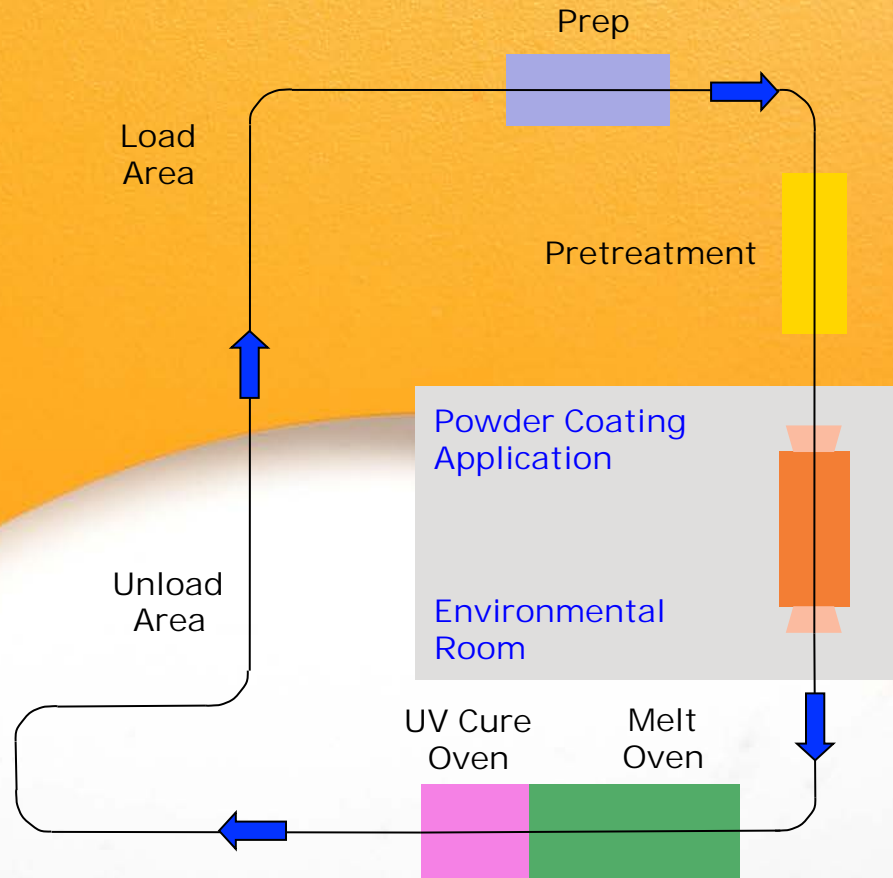 Prep
Load
Area
Pretreatment
Powder Coating
Application
Unload
Area
Environmental
Room
UV Cure
Oven
Melt
Oven